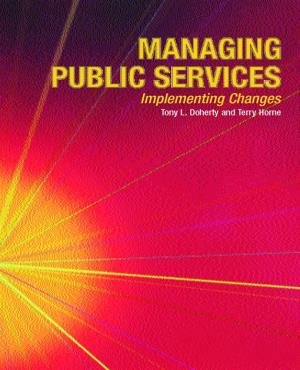 MANAGING
PUBLIC SERVICES
Implementing Changes
Tony L. Doherty and Terry Horne